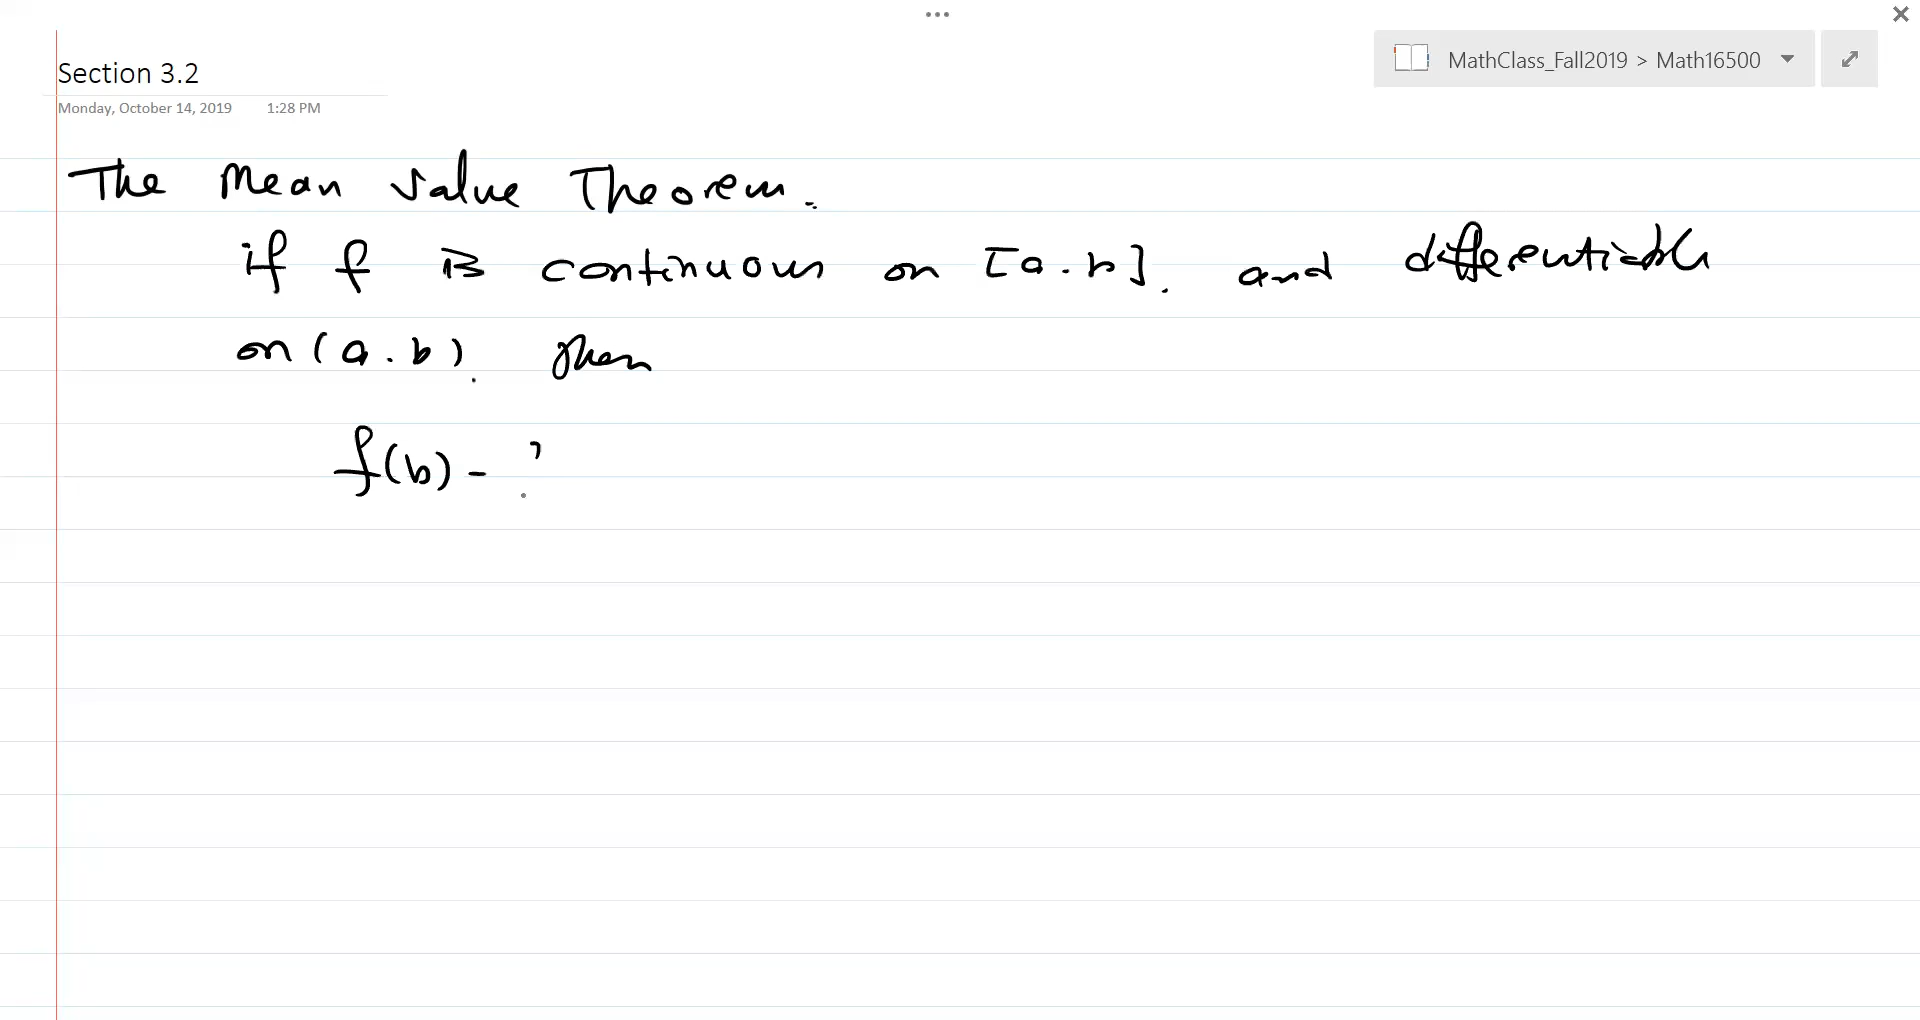 MathClass_Fall2019 > Math16500
Section 3.2
Monday, October 14, 2019 1:28 PM
The Mean Value Theorem.
if f is continuous on [a.b]. and differentiable
on (a.b). then
f(b) -